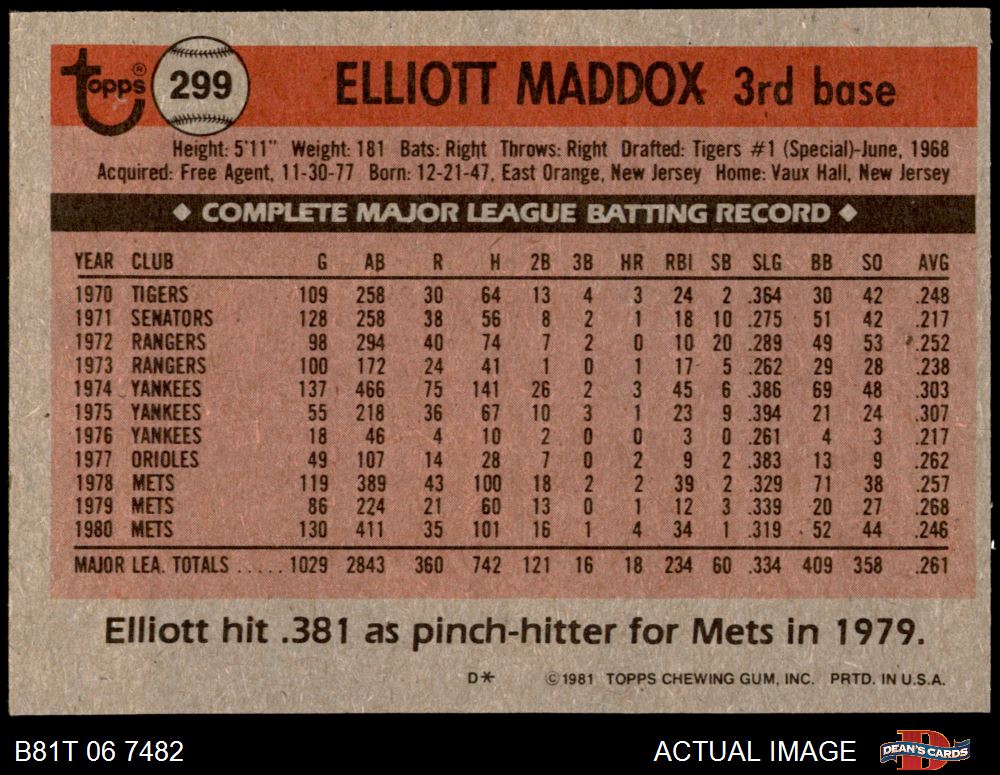 topps® 299 ELLIOTT MADDOX 3rd base
Height: 5'11" Weight: 181 Bats: Right Throws: Right Drafted: Tigers #1 (Special)-June, 1968
Acquired: Free Agent, 11-30-77 Born: 12-21-47, East Orange, New Jersey Home: Vaux Hall, New Jersey
◆ COMPLETE MAJOR LEAGUE BATTING RECORD ◆
YEAR CLUB G AB R H 2B 3B HR RBI SB SLG BB SO AVG
1970 TIGERS 109 258 30 64 13 4 3 24 2 .364 30 42 .248
1971 SENATORS 128 258 38 56 8 2 1 18 10 .275 51 42 .217
1972 RANGERS 98 294 40 74 7 2 0 10 20 .289 49 53 .252
1973 RANGERS 100 172 24 41 1 0 1 17 5 .262 29 28 .238
1974 YANKEES 137 466 75 141 26 2 3 45 6 .386 69 48 .303
1975 YANKEES 55 218 36 67 10 3 1 23 9 .394 21 24 .307
1976 YANKEES 18 46 4 10 2 0 0 3 0 .261 4 3 .217
1977 ORIOLES 49 107 14 28 7 0 2 9 2 .383 13 9 .262
1978 METS 119 389 43 100 18 2 2 39 2 .329 71 38 .257
1979 METS 86 224 21 60 13 0 1 12 3 .339 20 27 .268
1980 METS 130 411 35 101 16 1 4 34 1 .319 52 44 .246
MAJOR LEA. TOTALS ..... 1029 2843 360 742 121 16 18 234 60 .334 409 358 .261
Elliott hit .381 as pinch-hitter for Mets in 1979.
D* © 1981 TOPPS CHEWING GUM, INC. PRTD. IN U.S.A.
B81T 06 7482 ACTUAL IMAGE D DEAN'S CARDS